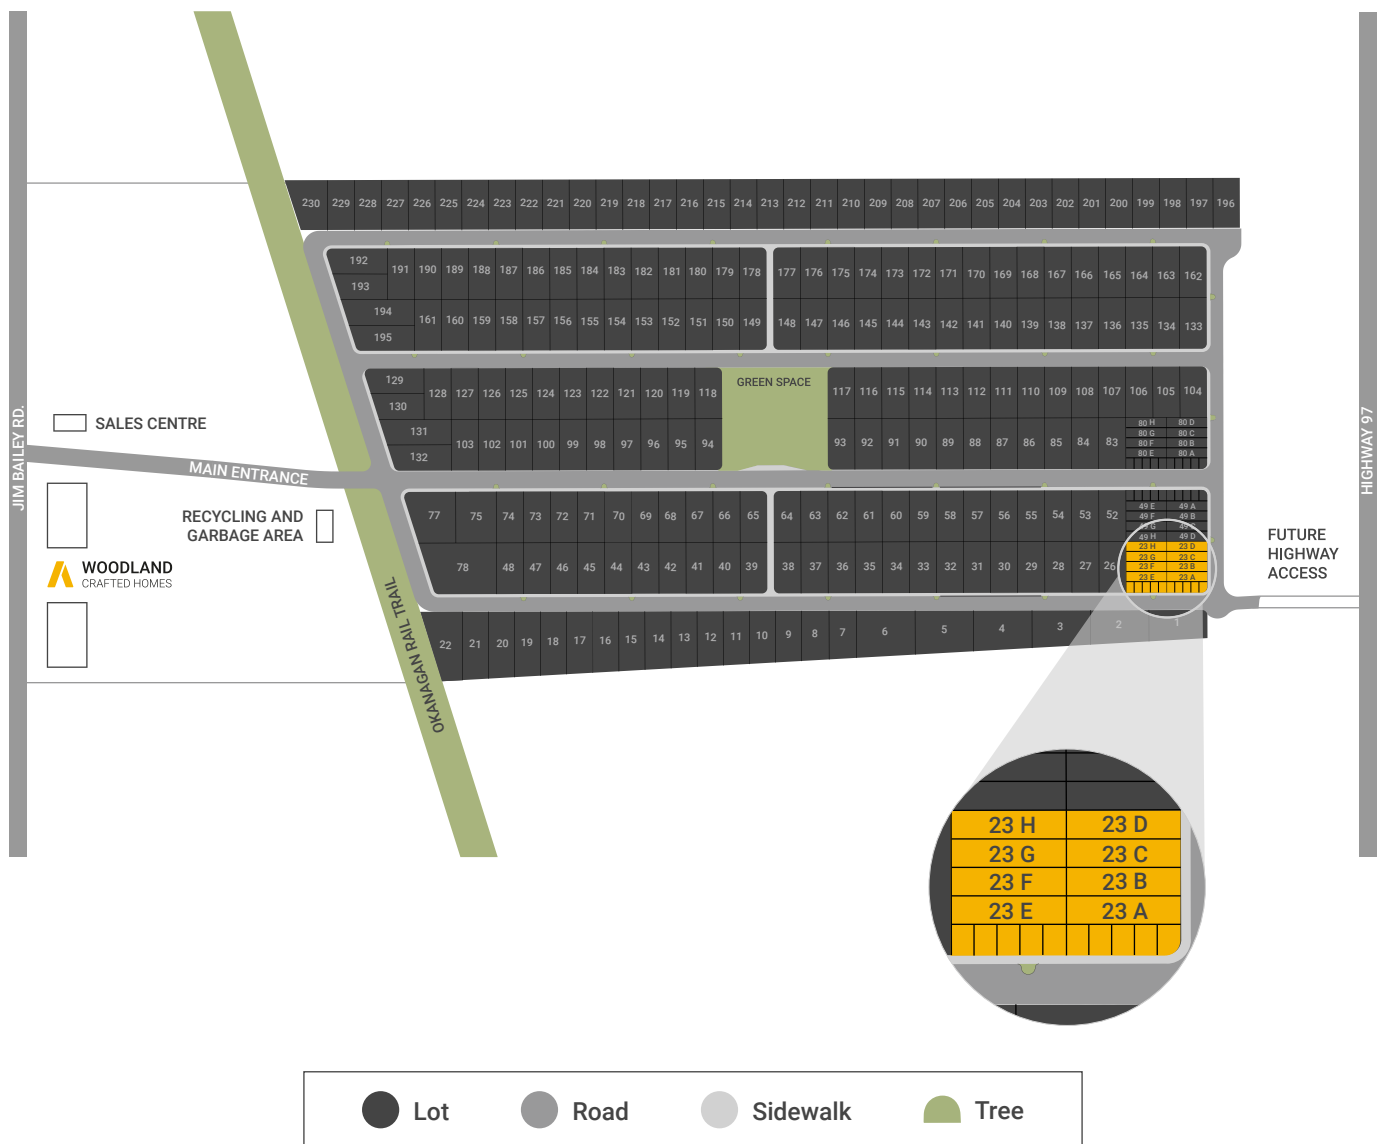 230 229 228 227 226 225 224 223 222 221 220 219 218 217 216 215 214 213 212 211 210 209 208 207 206 205 204 203 202 201 200 199 198 197 196
192
193
191 190 189 188 187 186 185 184 183 182 181 180 179 178 177 176 175 174 173 172 171 170 169 168 167 166 165 164 163 162
194
195
161 160 159 158 157 156 155 154 153 152 151 150 149 148 147 146 145 144 143 142 141 140 139 138 137 136 135 134 133
129
130
128 127 126 125 124 123 122 121 120 119 118
GREEN SPACE
117 116 115 114 113 112 111 110 109 108 107 106 105 104
131
132
103 102 101 100 99 98 97 96 95 94 93 92 91 90 89 88 87 86 85 84 83
80 H 80 D
80 G 80 C
80 F 80 B
80 E 80 A
JIM BAILEY RD.
SALES CENTRE
MAIN ENTRANCE
HIGHWAY 97
RECYCLING AND
GARBAGE AREA
WOODLAND
CRAFTED HOMES
OKANAGAN RAIL TRAIL
77 75 74 73 72 71 70 69 68 67 66 65 64 63 62 61 60 59 58 57 56 55 54 53 52
49 E 49 A
49 F 49 B
49 G 49 C
49 H 49 D
23 H 23 D
23 G 23 C
23 F 23 B
23 E 23 A
78 48 47 46 45 44 43 42 41 40 39 38 37 36 35 34 33 32 31 30 29 28 27 26
FUTURE
HIGHWAY
ACCESS
22 21 20 19 18 17 16 15 14 13 12 11 10 9 8 7 6 5 4 3 2 1
23 H 23 D
23 G 23 C
23 F 23 B
23 E 23 A
Lot Road Sidewalk Tree